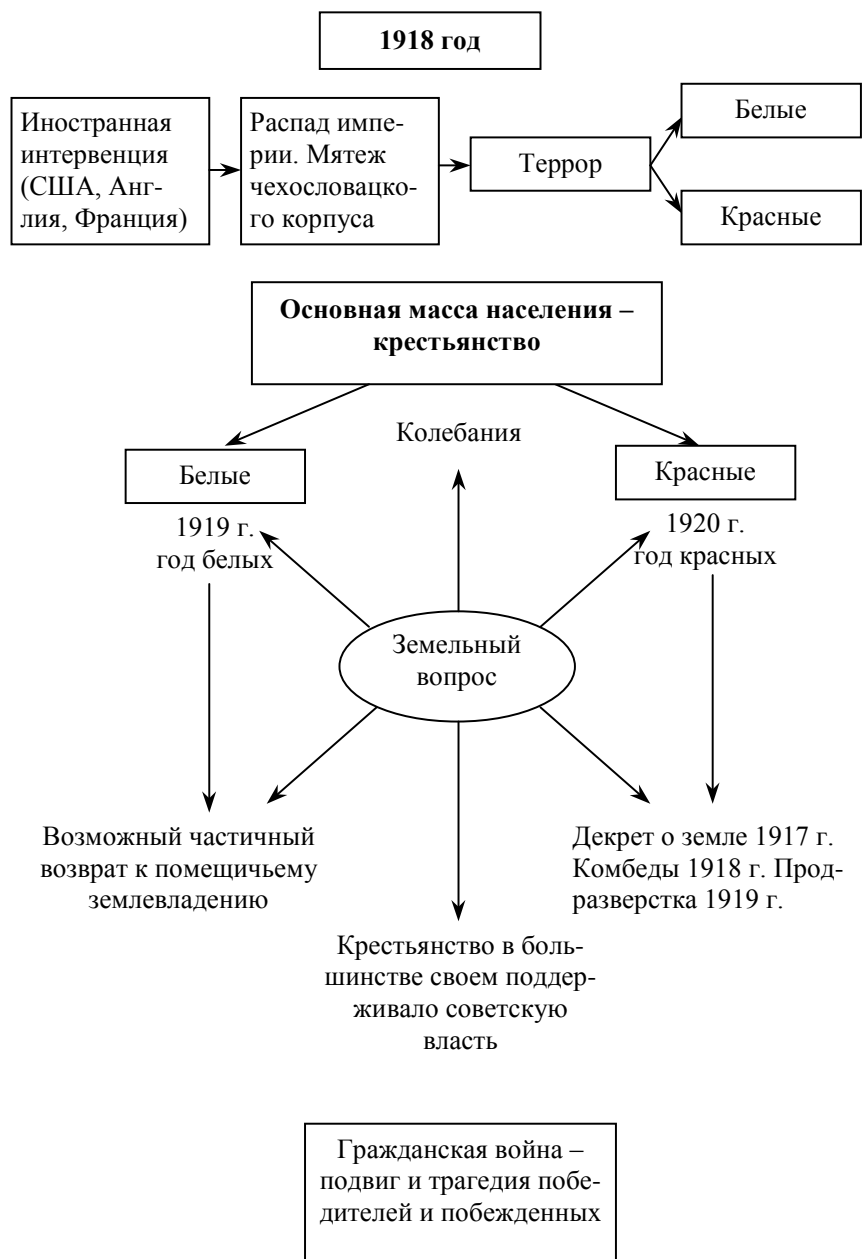 1918 год
Иностранная
интервенция
(США, Анг-
лия, Франция)
Распад импе-
рии. Мятеж
чехословацко-
го корпуса
Террор
Белые
Красные
Основная масса населения –
крестьянство
Колебания
Белые
Красные
1919 г.
год белых
1920 г.
год красных
Земельный
вопрос
Возможный частичный
возврат к помещичьему
землевладению
Декрет о земле 1917 г.
Комбеды 1918 г. Прод-
разверстка 1919 г.
Крестьянство в боль-
шинстве своем поддер-
живало советскую
власть
Гражданская война –
подвиг и трагедия побе-
дителей и побежденных